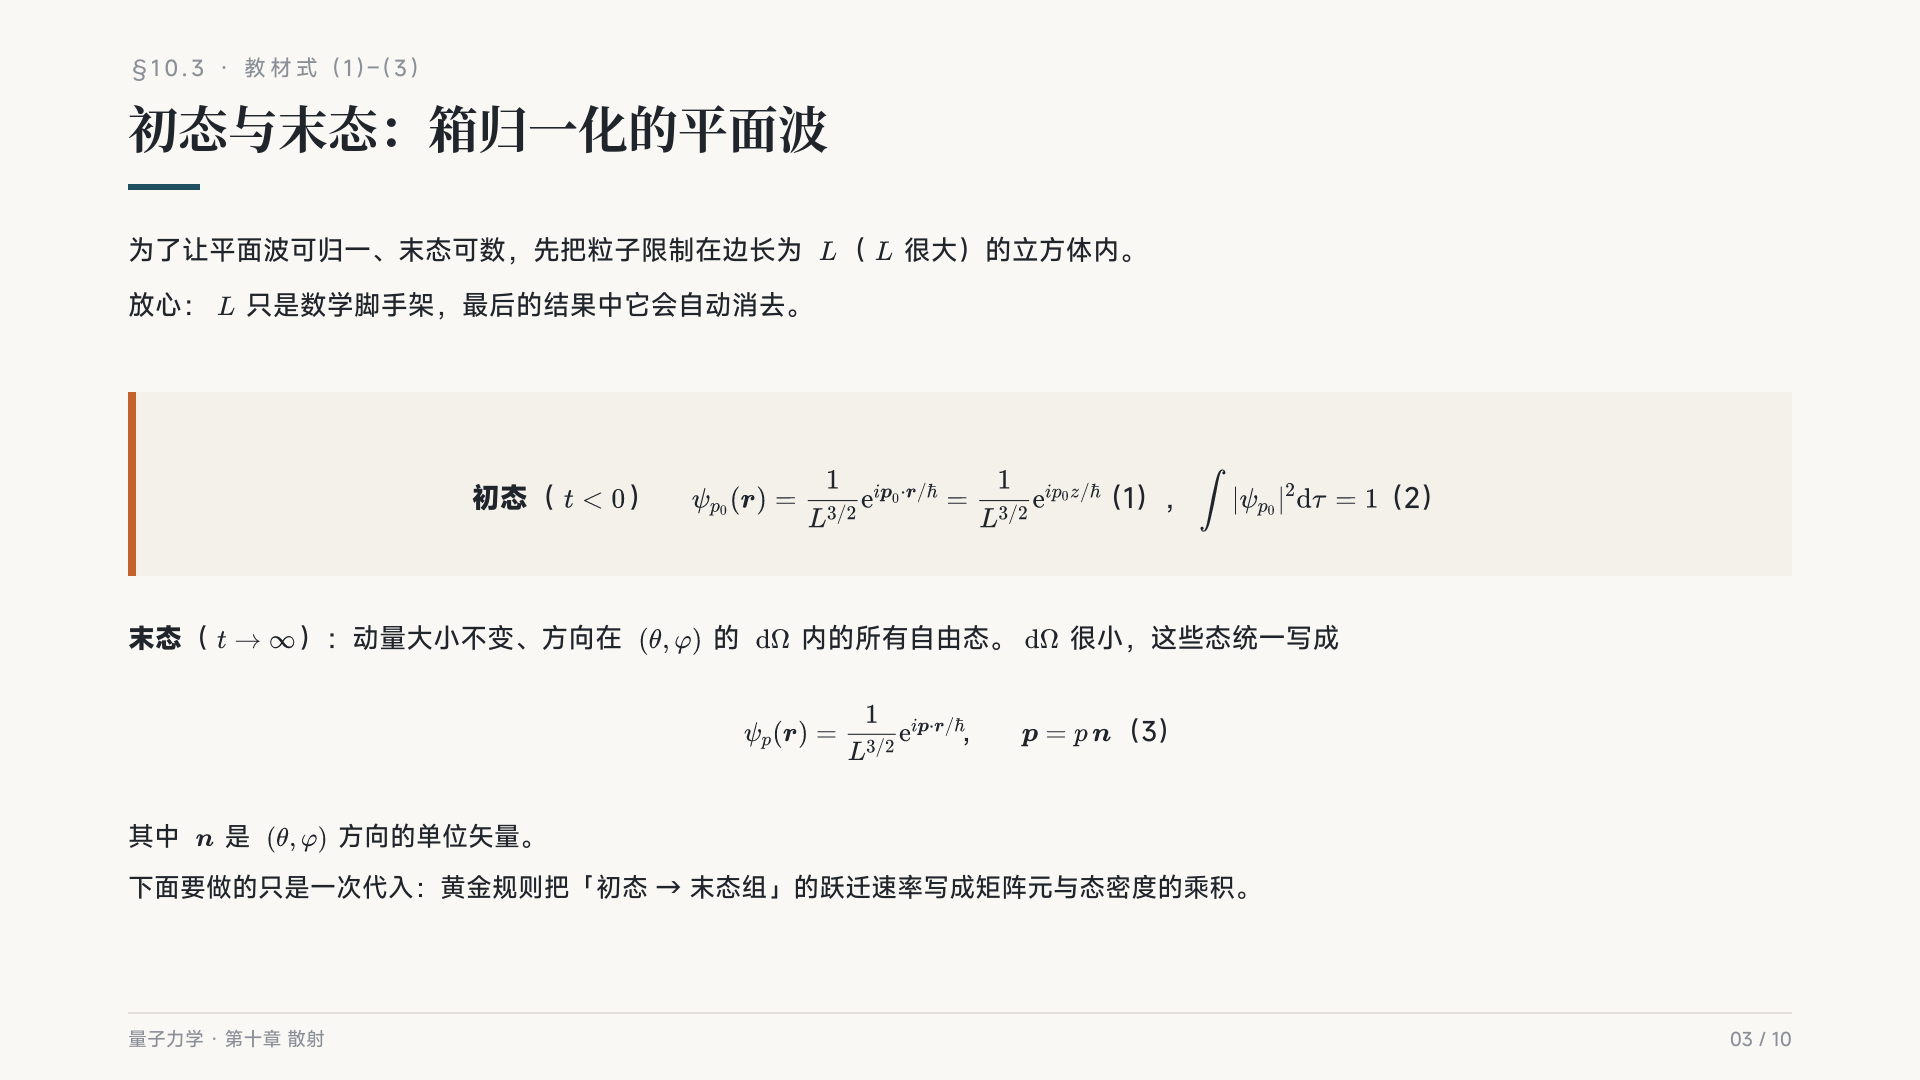 §10.3 · 教材式 (1)–(3)
初态与末态：箱归一化的平面波
为了让平面波可归一、末态可数，先把粒子限制在边长为 L（L 很大）的立方体内。
放心：L 只是数学脚手架，最后的结果中它会自动消去。
初态（t < 0） ψ_{p₀}(r) = \frac{1}{L^{3/2}} e^{ip₀·r/ħ} = \frac{1}{L^{3/2}} e^{ip₀z/ħ} (1) ， ∫ |ψ_{p₀}|² dτ = 1 (2)
末态（t → ∞）：动量大小不变、方向在 (θ, φ) 的 dΩ 内的所有自由态。dΩ 很小，这些态统一写成
ψ_p(r) = \frac{1}{L^{3/2}} e^{ip·r/ħ}, p = p n (3)
其中 n 是 (θ, φ) 方向的单位矢量。
下面要做的只是一次代入：黄金规则把「初态 → 末态组」的跃迁速率写成矩阵元与态密度的乘积。
量子力学 · 第十章 散射
03 / 10